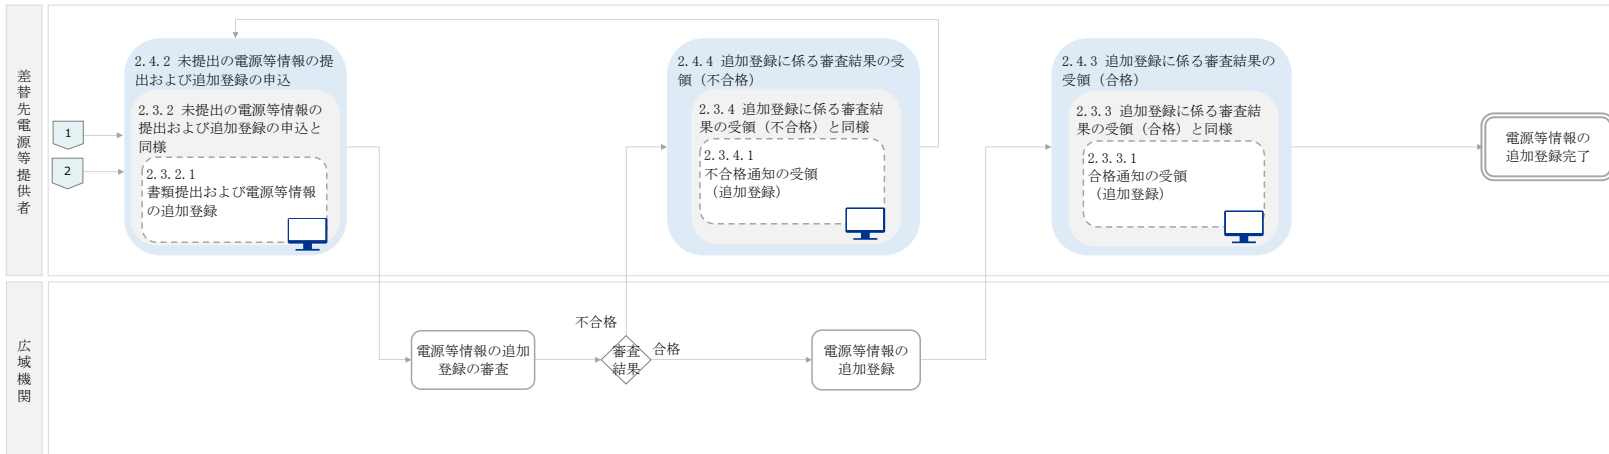 差替先電源等提供者
1
2
2.4.2 未提出の電源等情報の提
出および追加登録の申込
2.3.2 未提出の電源等情報の
提出および追加登録の申込と
同様
2.3.2.1
書類提出および電源等情報
の追加登録
2.4.4 追加登録に係る審査結果の受
領（不合格）
2.3.4 追加登録に係る審査結
果の受領（不合格）と同様
2.3.4.1
不合格通知の受領
（追加登録）
2.4.3 追加登録に係る審査結果の
受領（合格）
2.3.3 追加登録に係る審査結
果の受領（合格）と同様
2.3.3.1
合格通知の受領
（追加登録）
電源等情報の
追加登録完了
広域機関
電源等情報の追加
登録の審査
不合格
審査
結果
合格
電源等情報の
追加登録